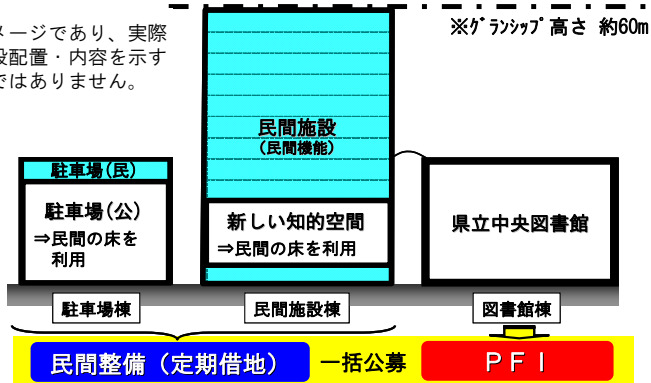 メージであり、実際
設配置・内容を示す
ではありません。
※ｸﾞﾗﾝｼｯﾌﾟ高さ 約60m
民間施設
（民間機能）
駐車場（民）
駐車場（公）
⇒民間の床を
利用
新しい知的空間
⇒民間の床を利用
県立中央図書館
駐車場棟
民間施設棟
図書館棟
民間整備（定期借地）
一括公募
ＰＦＩ